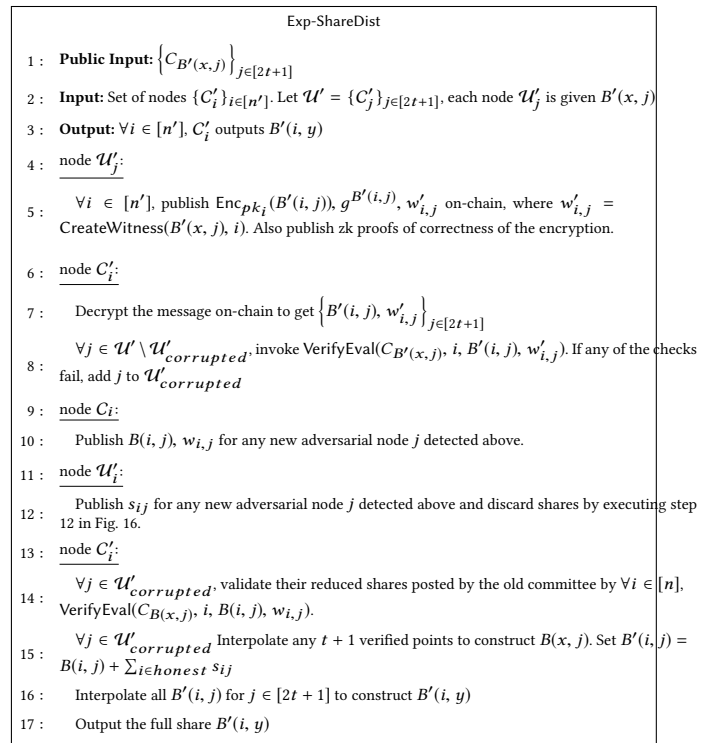 Exp-ShareDist
1 : Public Input: {C_{B′(x,j)}}_{j∈[2t+1]}
2 : Input: Set of nodes {C′_i}_{i∈[n′]}. Let 𝒰′ = {C′_j}_{j∈[2t+1]}, each node 𝒰′_j is given B′(x, j)
3 : Output: ∀i ∈ [n′], C′_i outputs B′(i, y)
4 : node 𝒰′_j:
5 : ∀i ∈ [n′], publish Enc_{pk_i}(B′(i, j)), g^{B′(i,j)}, w′_{i,j} on-chain, where w′_{i,j} =
CreateWitness(B′(x, j), i). Also publish zk proofs of correctness of the encryption.
6 : node C′_i:
7 : Decrypt the message on-chain to get {B′(i, j), w′_{i,j}}_{j∈[2t+1]}
8 : ∀j ∈ 𝒰′ \ 𝒰′_{corrupted}, invoke VerifyEval(C_{B′(x,j)}, i, B′(i, j), w′_{i,j}). If any of the checks
fail, add j to 𝒰′_{corrupted}
9 : node C_i:
10 : Publish B(i, j), w_{i,j} for any new adversarial node j detected above.
11 : node 𝒰′_i:
12 : Publish s_{ij} for any new adversarial node j detected above and discard shares by executing step
12 in Fig. 16.
13 : node C′_i:
14 : ∀j ∈ 𝒰′_{corrupted}, validate their reduced shares posted by the old committee by ∀i ∈ [n],
VerifyEval(C_{B(x,j)}, i, B(i, j), w_{i,j}).
15 : ∀j ∈ 𝒰′_{corrupted} Interpolate any t + 1 verified points to construct B(x, j). Set B′(i, j) =
B(i, j) + ∑_{i∈honest} s_{ij}
16 : Interpolate all B′(i, j) for j ∈ [2t + 1] to construct B′(i, y)
17 : Output the full share B′(i, y)